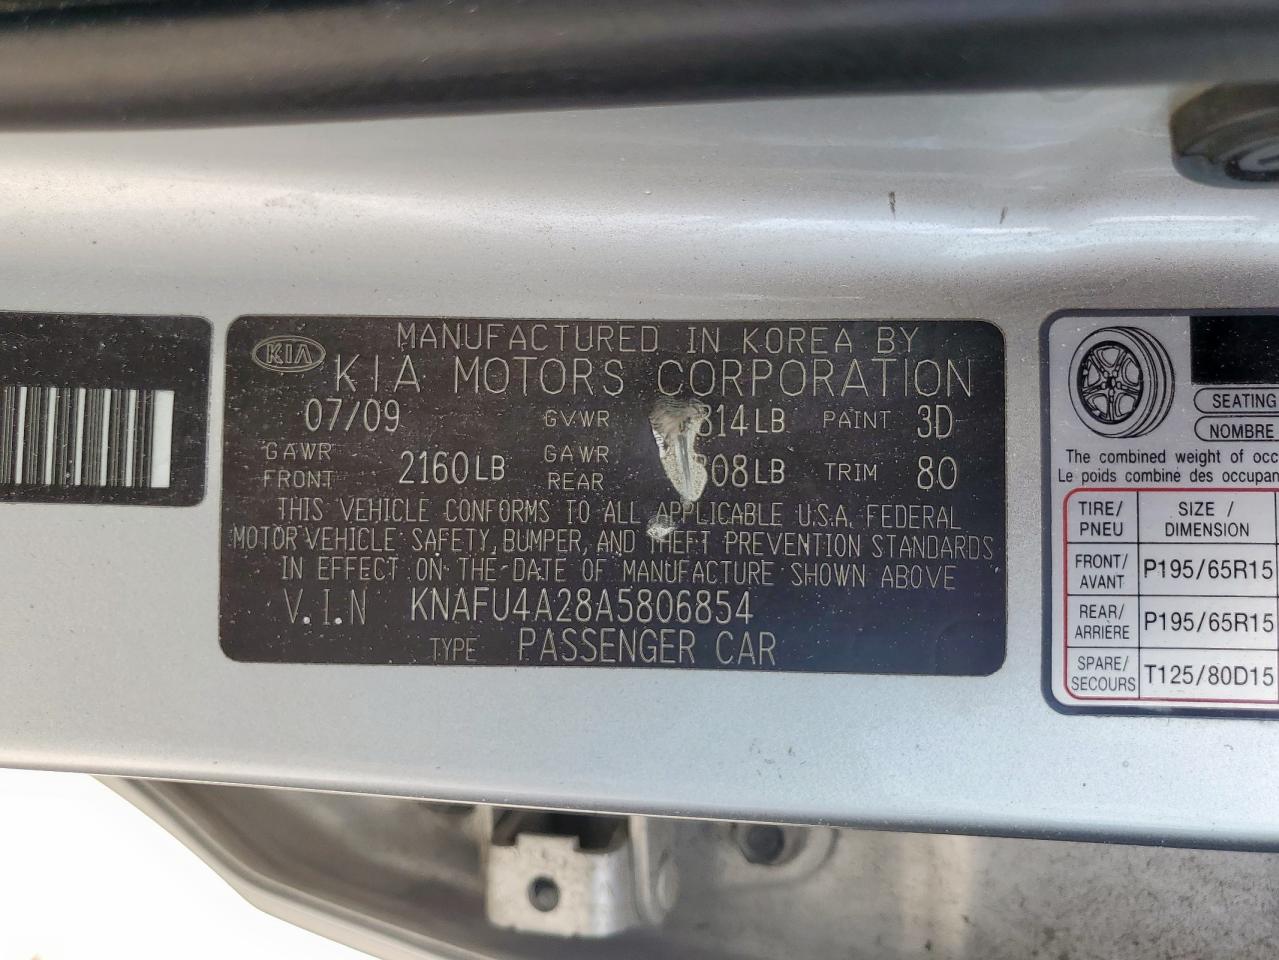 KIA
MANUFACTURED IN KOREA BY
KIA MOTORS CORPORATION
07/09 GVWR 814LB PAINT 3D
GAWR FRONT 2160LB GAWR REAR 08LB TRIM 80
THIS VEHICLE CONFORMS TO ALL APPLICABLE U.S.A. FEDERAL
MOTOR VEHICLE SAFETY, BUMPER, AND THEFT PREVENTION STANDARDS
IN EFFECT ON THE DATE OF MANUFACTURE SHOWN ABOVE
V.I.N KNAFU4A28A5806854
TYPE PASSENGER CAR
SEATING
NOMBRE
The combined weight of
Le poids combiné des
TIRE/ PNEU SIZE / DIMENSION
FRONT/ AVANT P195/65R15
REAR/ ARRIÈRE P195/65R15
SPARE/ SECOURS T125/80D15